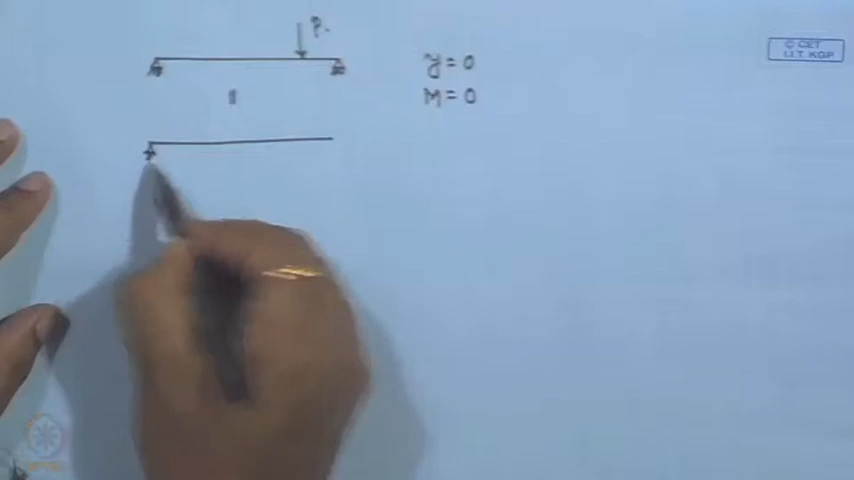 P.
y = 0
© CET
I.I.T. KGP
M = 0